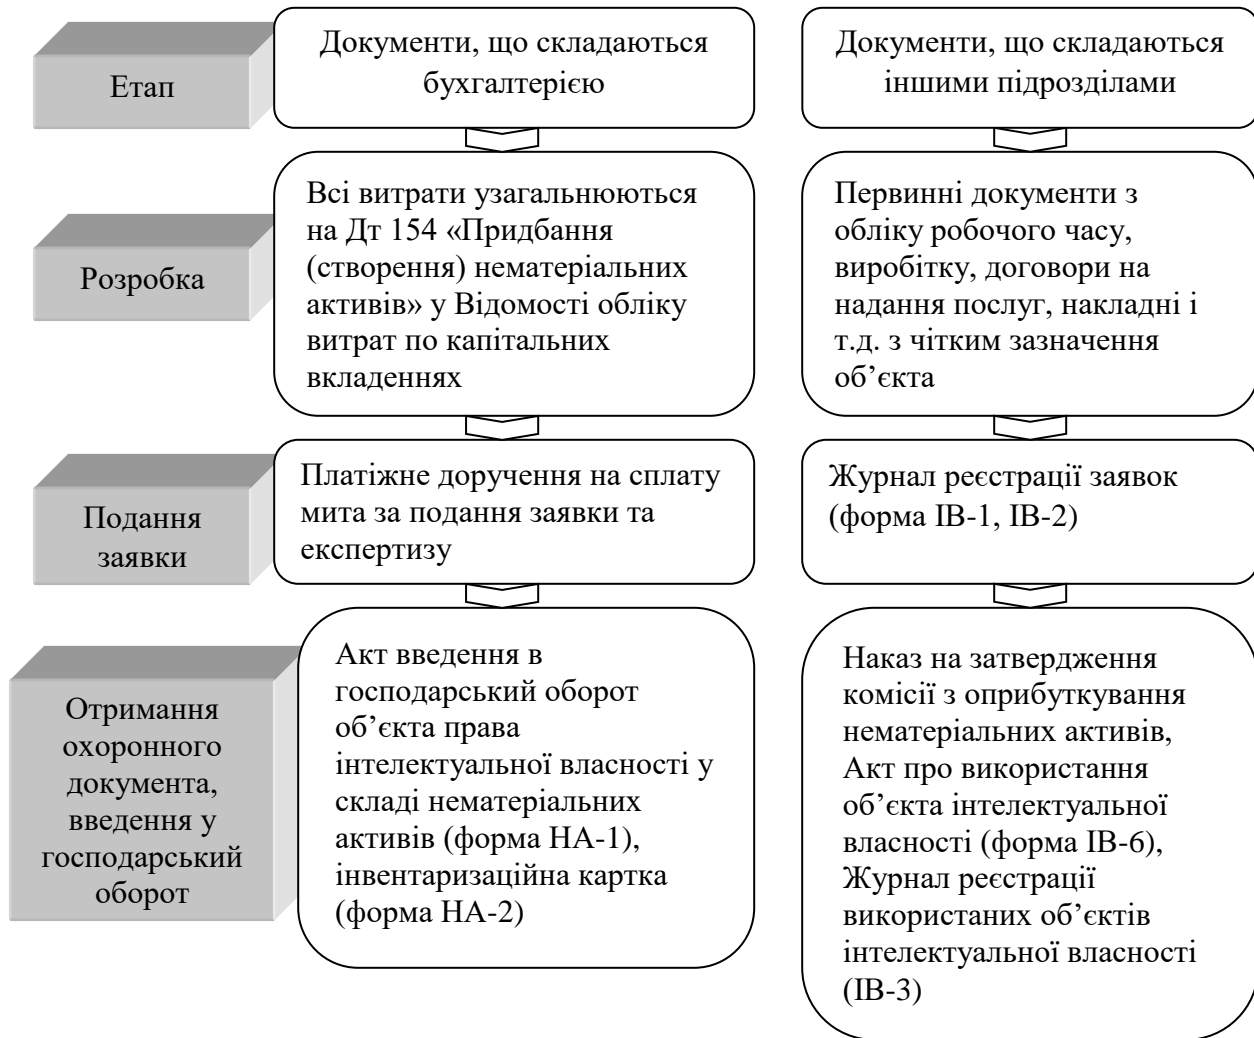 Етап
Документи, що складаються
бухгалтерією
Документи, що складаються
іншими підрозділами
Розробка
Всі витрати узагальнюються
на Дт 154 «Придбання
(створення) нематеріальних
активів» у Відомості обліку
витрат по капітальних
вкладеннях
Первинні документи з
обліку робочого часу,
виробітку, договори на
надання послуг, накладні і
т.д. з чітким зазначення
об’єкта
Подання
заявки
Платіжне доручення на сплату
мита за подання заявки та
експертизу
Журнал реєстрації заявок
(форма ІВ-1, ІВ-2)
Отримання
охоронного
документа,
введення у
господарський
оборот
Акт введення в
господарський оборот
об’єкта права
інтелектуальної власності у
складі нематеріальних
активів (форма НА-1),
інвентаризаційна картка
(форма НА-2)
Наказ на затвердження
комісії з оприбуткування
нематеріальних активів,
Акт про використання
об’єкта інтелектуальної
власності (форма ІВ-6),
Журнал реєстрації
використаних об’єктів
інтелектуальної власності
(ІВ-3)